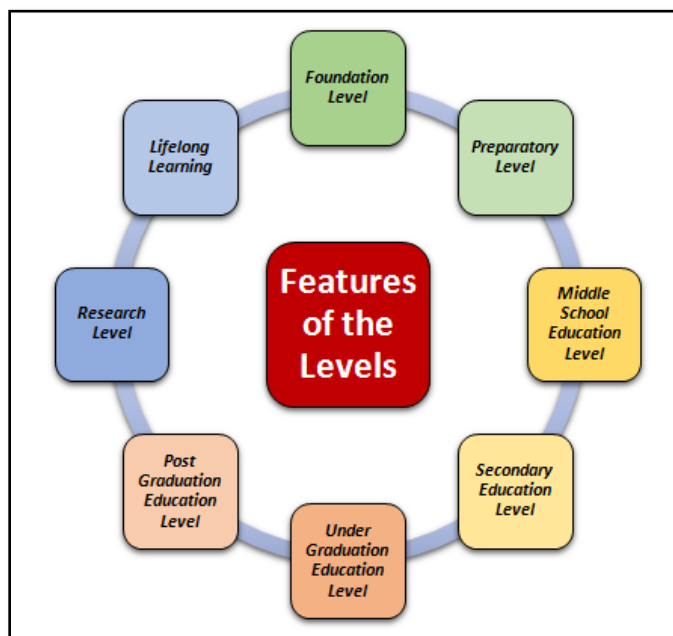 Foundation
Level
Preparatory
Level
Middle
School
Education
Level
Secondary
Education
Level
Under
Graduation
Education
Level
Post
Graduation
Education
Level
Research
Level
Lifelong
Learning
Features
of the
Levels